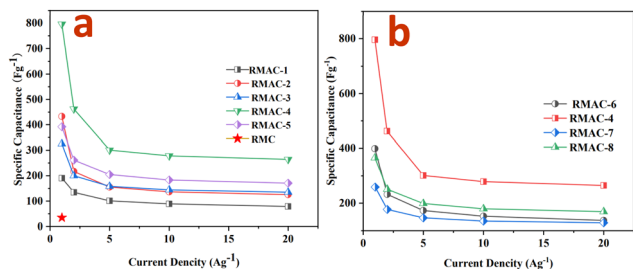 a
Specific Capacitance (Fg-1)
800
700
600
500
400
300
200
100
0
0
5
10
15
20
Current Dencity (Ag-1)
RMAC-1
RMAC-2
RMAC-3
RMAC-4
RMAC-5
RMC
b
Specific Capacitance (Fg-1)
800
600
400
200
0
5
10
15
20
Current Dencity (Ag-1)
RMAC-6
RMAC-4
RMAC-7
RMAC-8